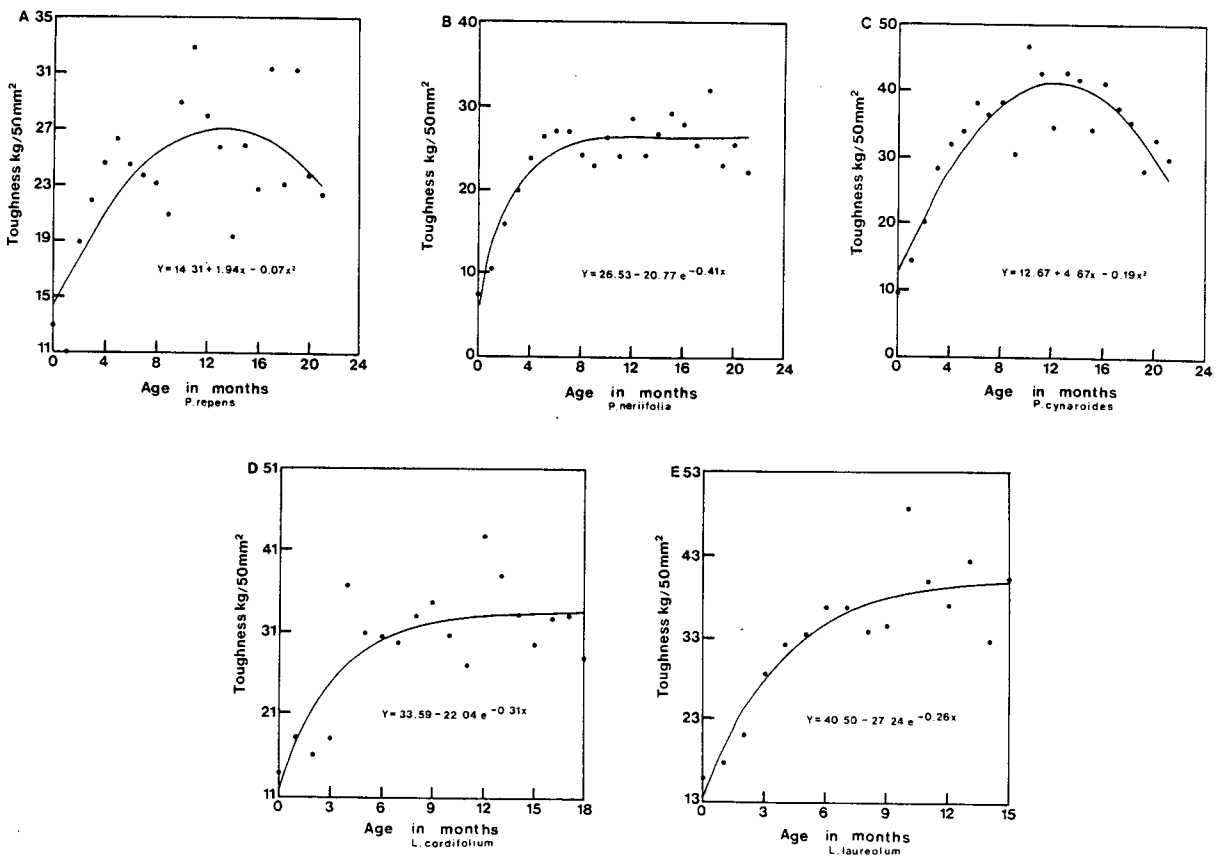 A
Toughness kg/50mm²
35
31
27
23
19
15
11
0 4 8 12 16 20 24
Y=14 31+1.94x-0.07x²
Age in months
P.repens
B
Toughness kg/50mm²
40
30
20
10
0
0 4 8 12 16 20 24
Y=26.53-20.77 e-0.41x
Age in months
P.neriifolia
C
Toughness kg/50mm²
50
40
30
20
10
0
0 4 8 12 16 20 24
Y=12.67+4.67x-0.19x²
Age in months
P.cynaroides
D
Toughness kg/50mm²
51
41
31
21
11
0 3 6 9 12 15 18
Y=33.59-22 04 e-0.31x
Age in months
L.cordifolium
E
Toughness kg/50mm²
53
43
33
23
13
0 3 6 9 12 15
Y=40 50-27 24 e-0.26x
Age in months
L.laureolum